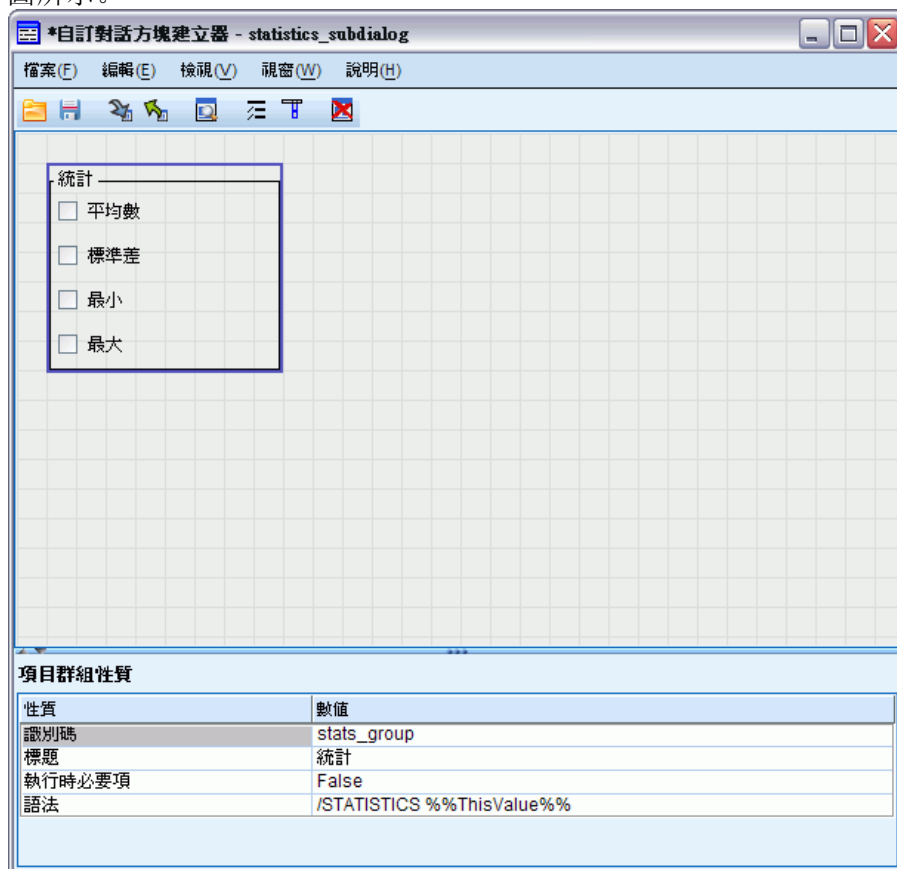 圖所示。
*自訂對話方塊建立器 - statistics_subdialog
檔案(F) 編輯(E) 檢視(V) 視窗(W) 說明(H)
統計
平均數
標準差
最小
最大
項目群組性質
性質 數值
識別碼 stats_group
標題 統計
執行時必要項 False
語法 /STATISTICS %%ThisValue%%